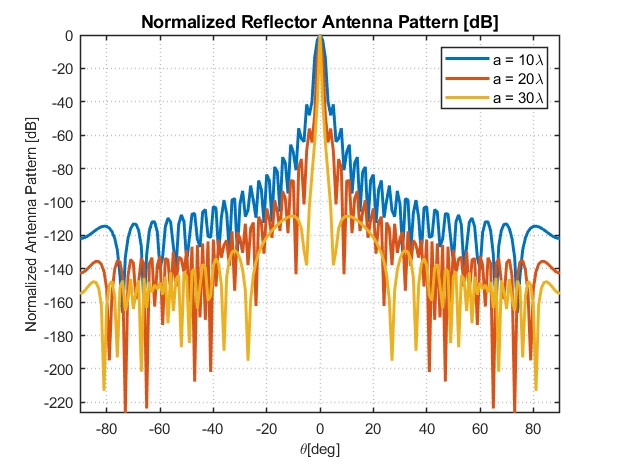 Normalized Reflector Antenna Pattern [dB]
0
-20
-40
-60
-80
-100
-120
-140
-160
-180
-200
-220
Normalized Antenna Pattern [dB]
a = 10λ
a = 20λ
a = 30λ
-80 -60 -40 -20 0 20 40 60 80
θ[deg]